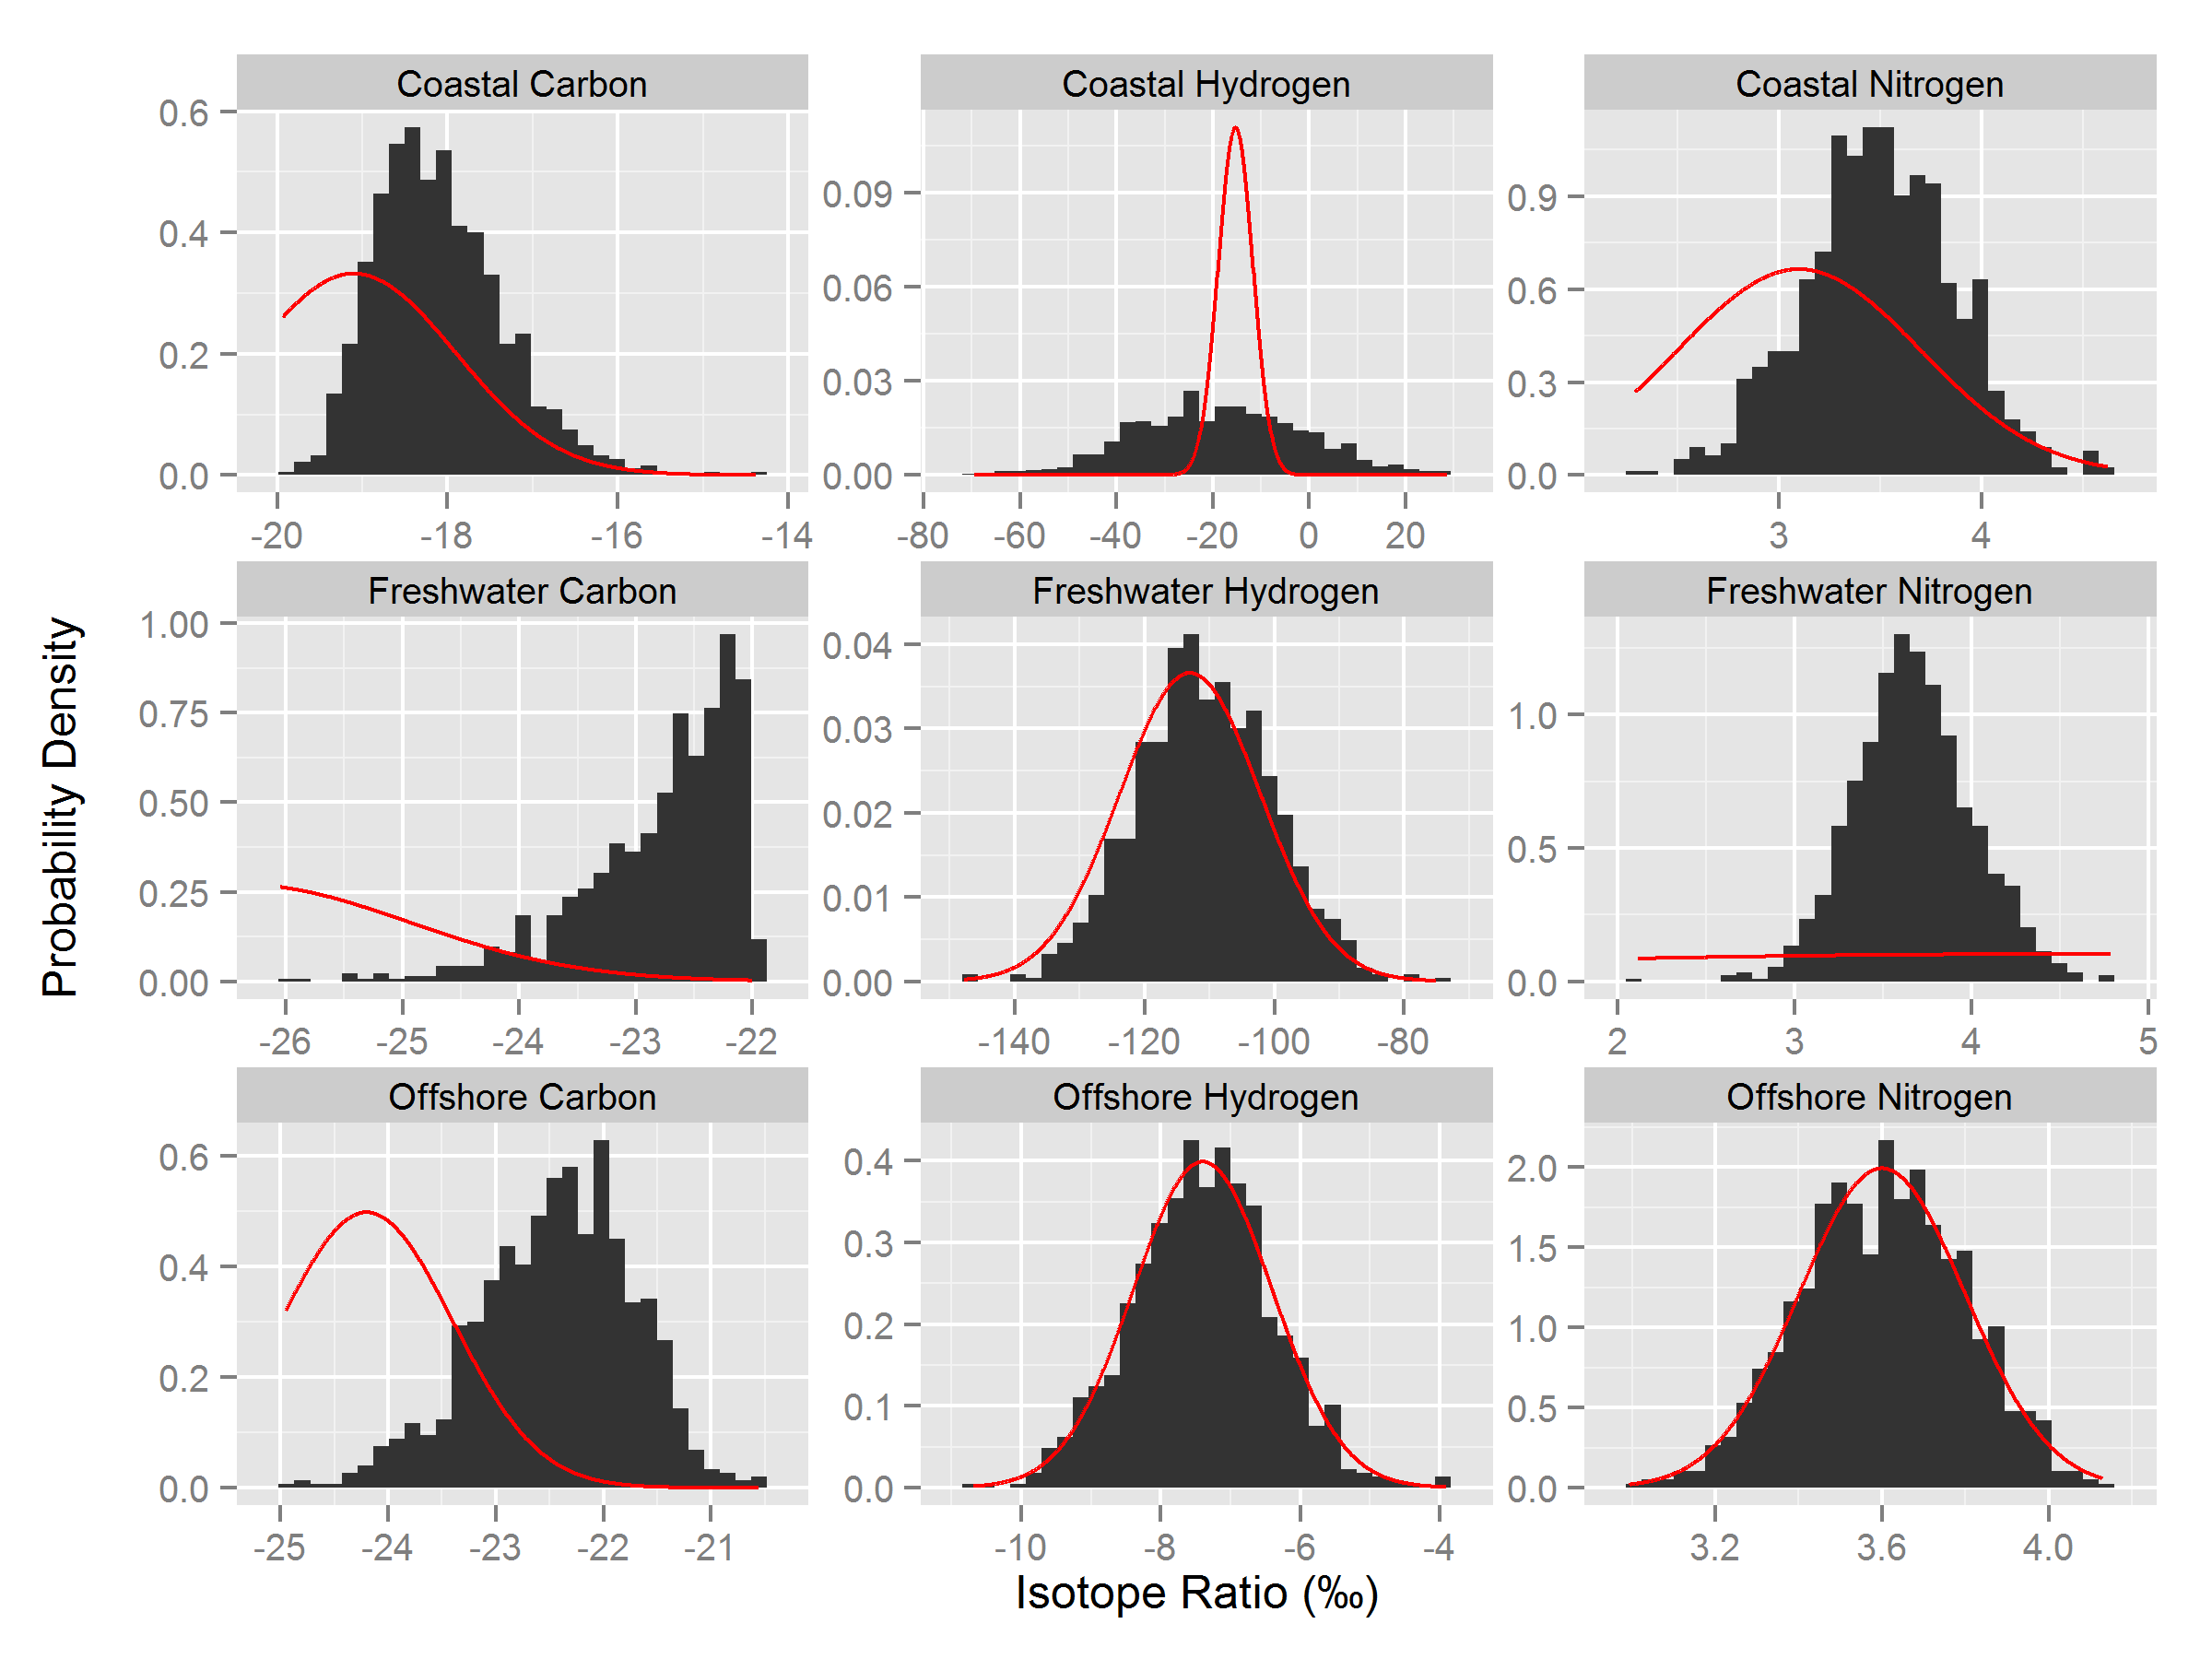 Coastal Carbon
Coastal Hydrogen
Coastal Nitrogen
0.6
0.4
0.2
0.0
0.09
0.06
0.03
0.00
0.9
0.6
0.3
0.0
-20 -18 -16 -14
-80 -60 -40 -20 0 20
3 4
Freshwater Carbon
Freshwater Hydrogen
Freshwater Nitrogen
Probability Density
1.00
0.75
0.50
0.25
0.00
0.04
0.03
0.02
0.01
0.00
1.0
0.5
0.0
-26 -25 -24 -23 -22
-140 -120 -100 -80
2 3 4 5
Offshore Carbon
Offshore Hydrogen
Offshore Nitrogen
0.6
0.4
0.2
0.0
0.4
0.3
0.2
0.1
0.0
2.0
1.5
1.0
0.5
0.0
-25 -24 -23 -22 -21
-10 -8 -6 -4
3.2 3.6 4.0
Isotope Ratio (‰)